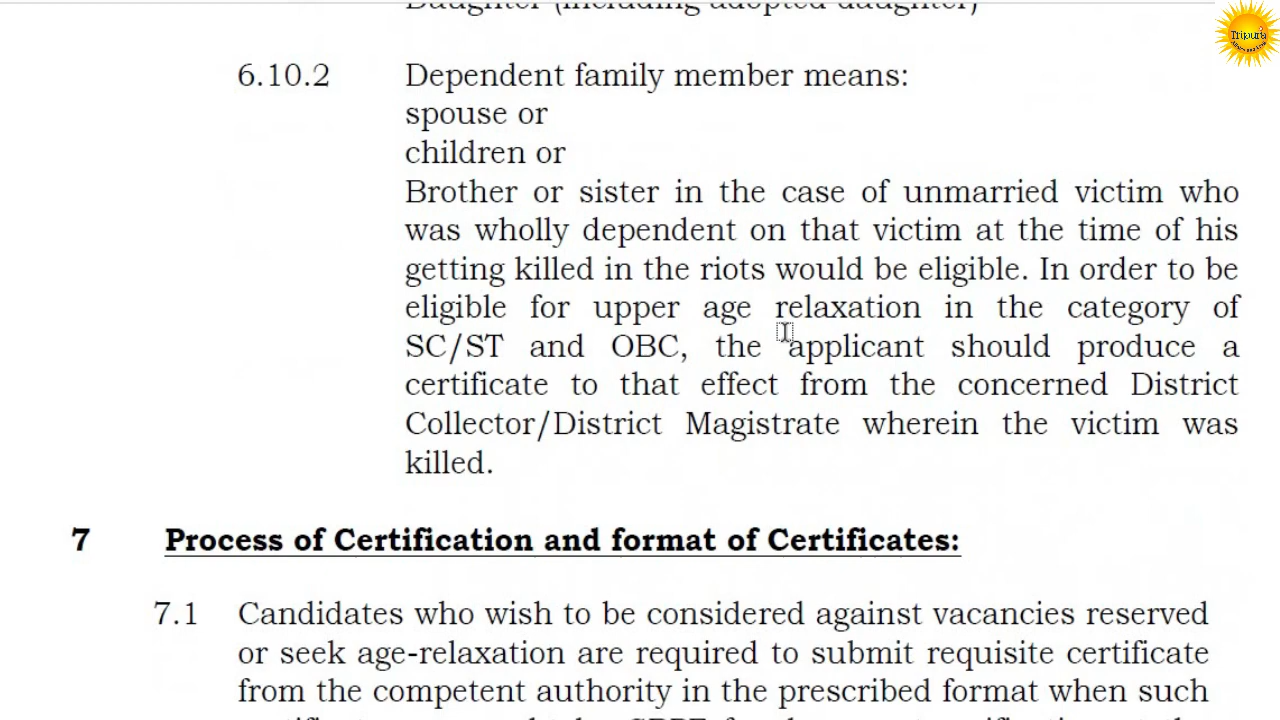 Daughter (including adopted daughter)
Tripura
6.10.2 Dependent family member means:
spouse or
children or
Brother or sister in the case of unmarried victim who
was wholly dependent on that victim at the time of his
getting killed in the riots would be eligible. In order to be
eligible for upper age relaxation in the category of
SC/ST and OBC, the applicant should produce a
certificate to that effect from the concerned District
Collector/District Magistrate wherein the victim was
killed.
7 Process of Certification and format of Certificates:
7.1 Candidates who wish to be considered against vacancies reserved
or seek age-relaxation are required to submit requisite certificate
from the competent authority in the prescribed format when such